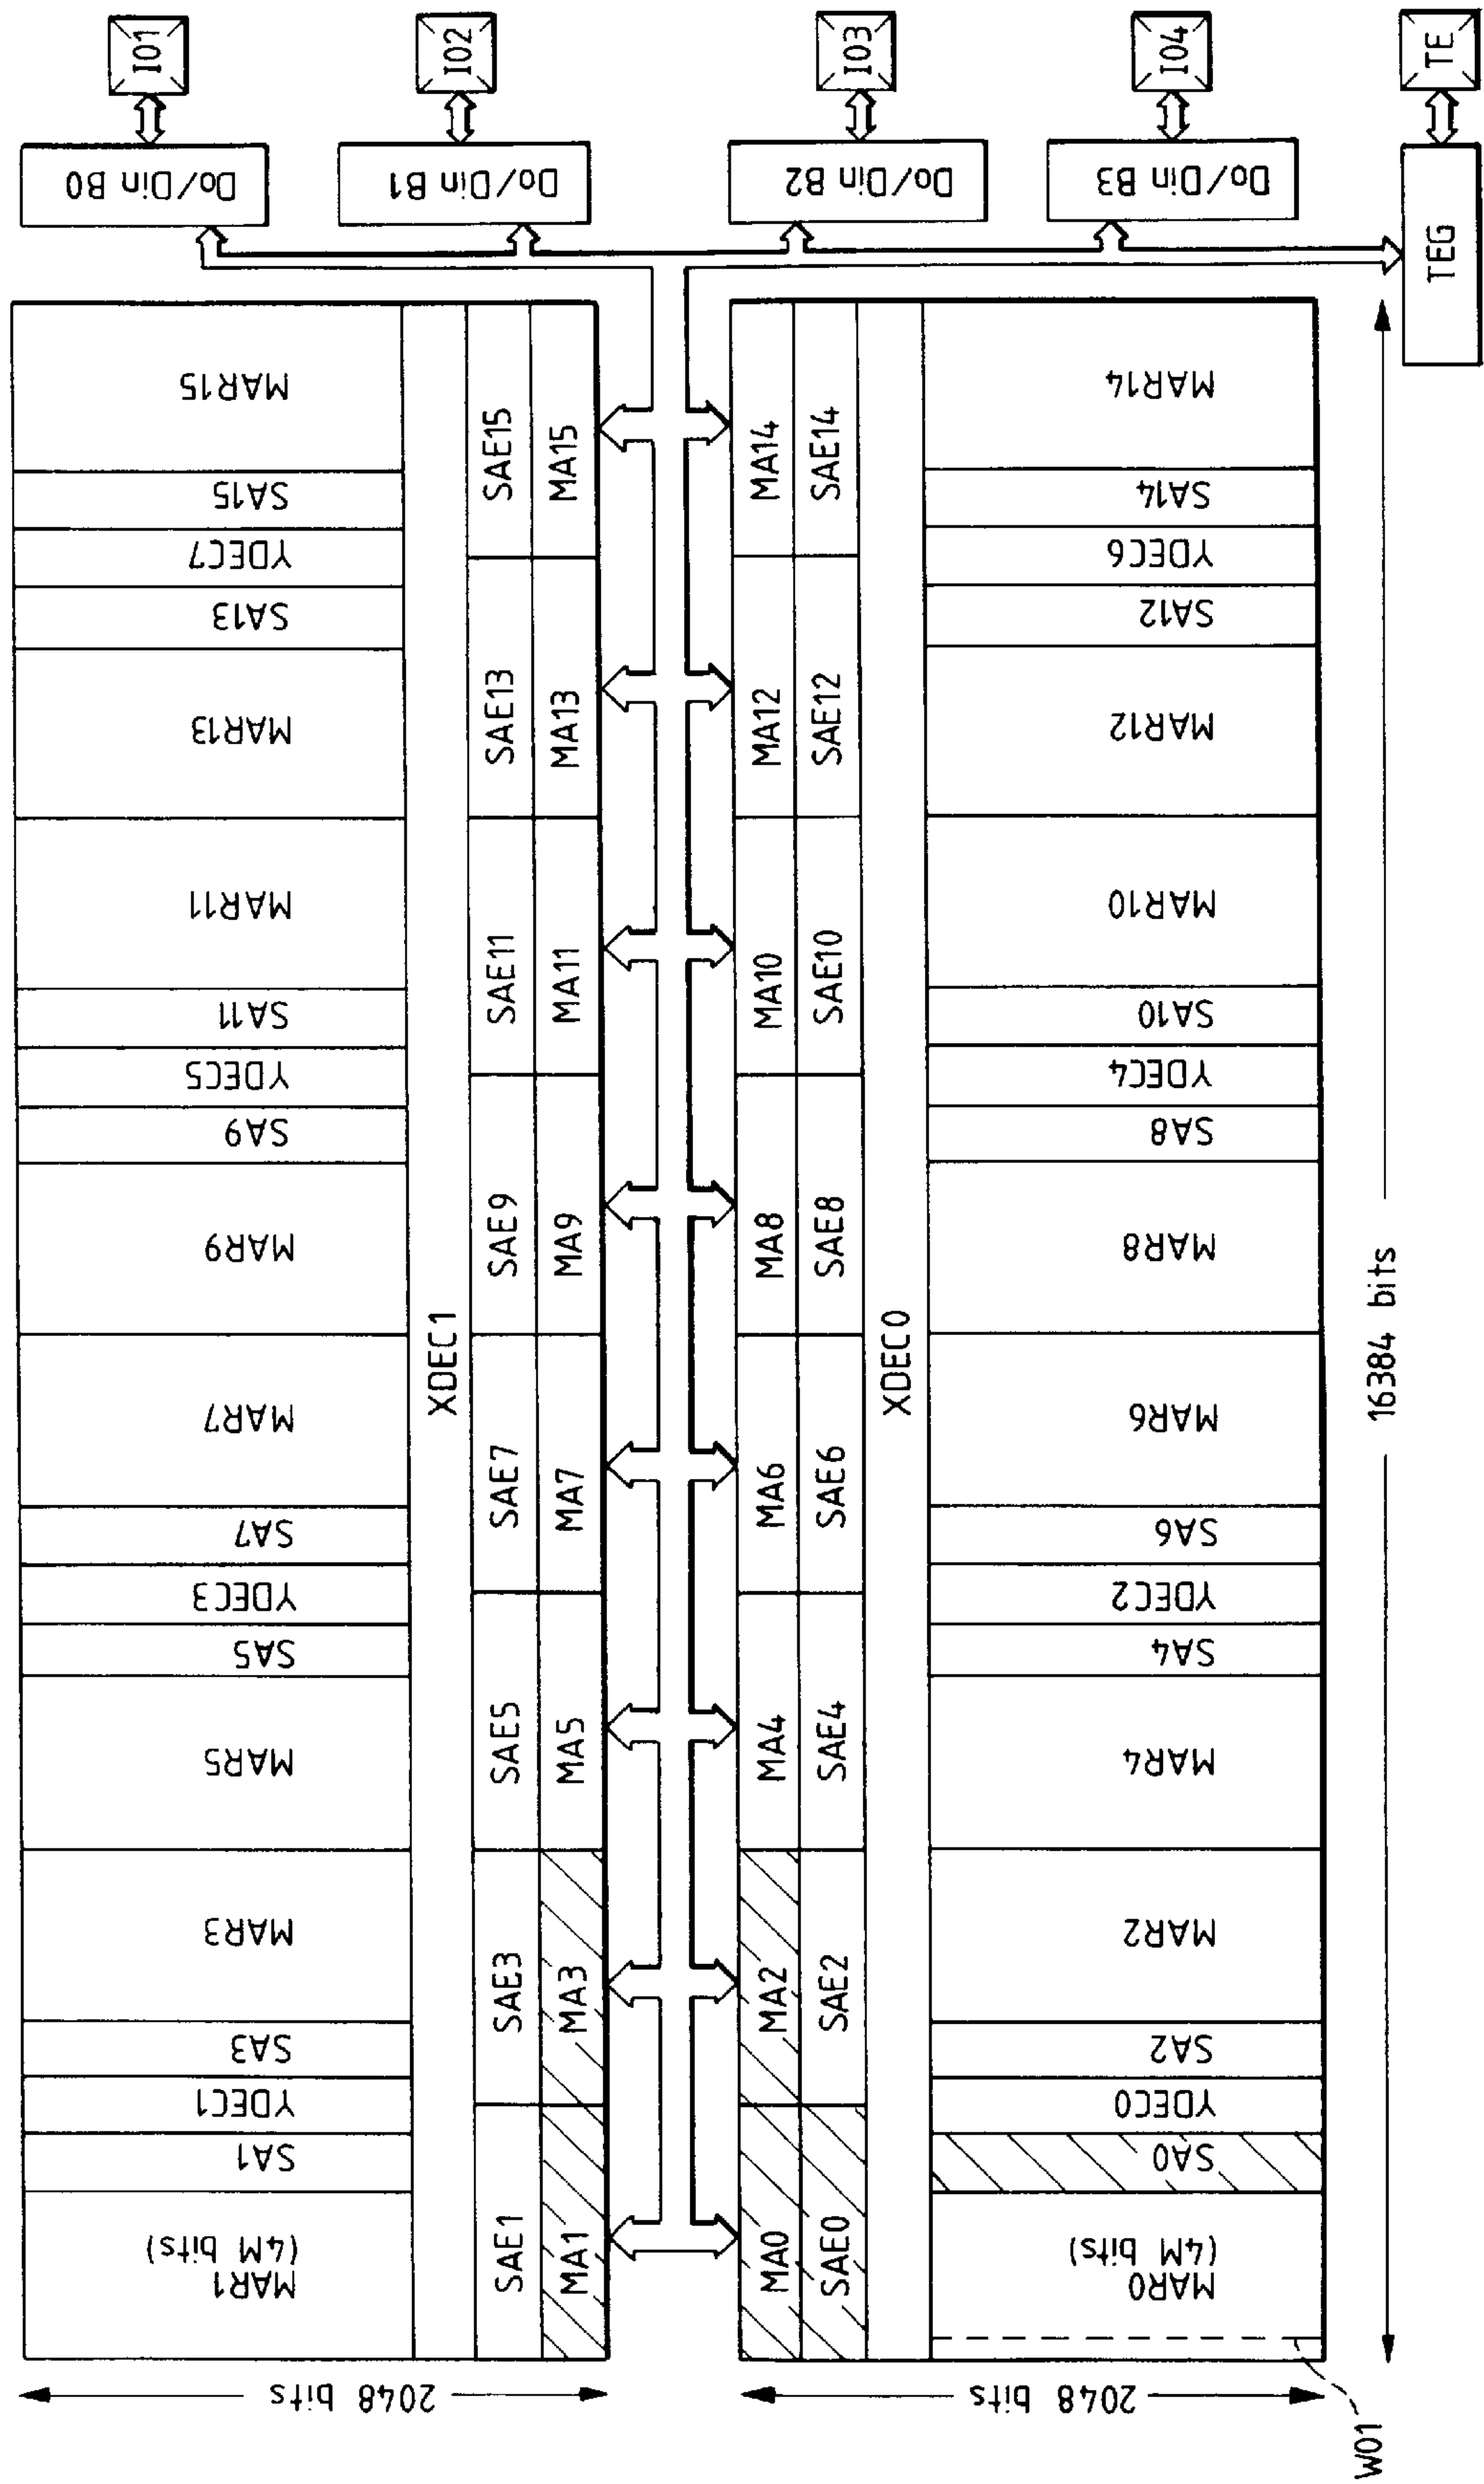 IO1
IO2
IO3
IO4
TE
Do/Din B0
Do/Din B1
Do/Din B2
Do/Din B3
TEG
MAR15
SA15
YDEC7
SA13
MAR13
MAR11
SA11
YDEC5
SA9
MAR9
MAR7
SA7
YDEC3
SA5
MAR5
MAR3
SA3
YDEC1
SA1
MAR1
(4M bits)
XDEC1
SAE15
SAE13
SAE11
SAE9
SAE7
SAE5
SAE3
SAE1
MA15
MA13
MA11
MA9
MA7
MA5
MA3
MA1
MA14
MA12
MA10
MA8
MA6
MA4
MA2
MA0
SAE14
SAE12
SAE10
SAE8
SAE6
SAE4
SAE2
SAE0
XDEC0
MAR14
SA14
YDEC6
SA12
MAR12
MAR10
SA10
YDEC4
SA8
MAR8
MAR6
SA6
YDEC2
SA4
MAR4
MAR2
SA2
YDEC0
SA0
MAR0
(4M bits)
16384 bits
2048 bits
2048 bits
W01